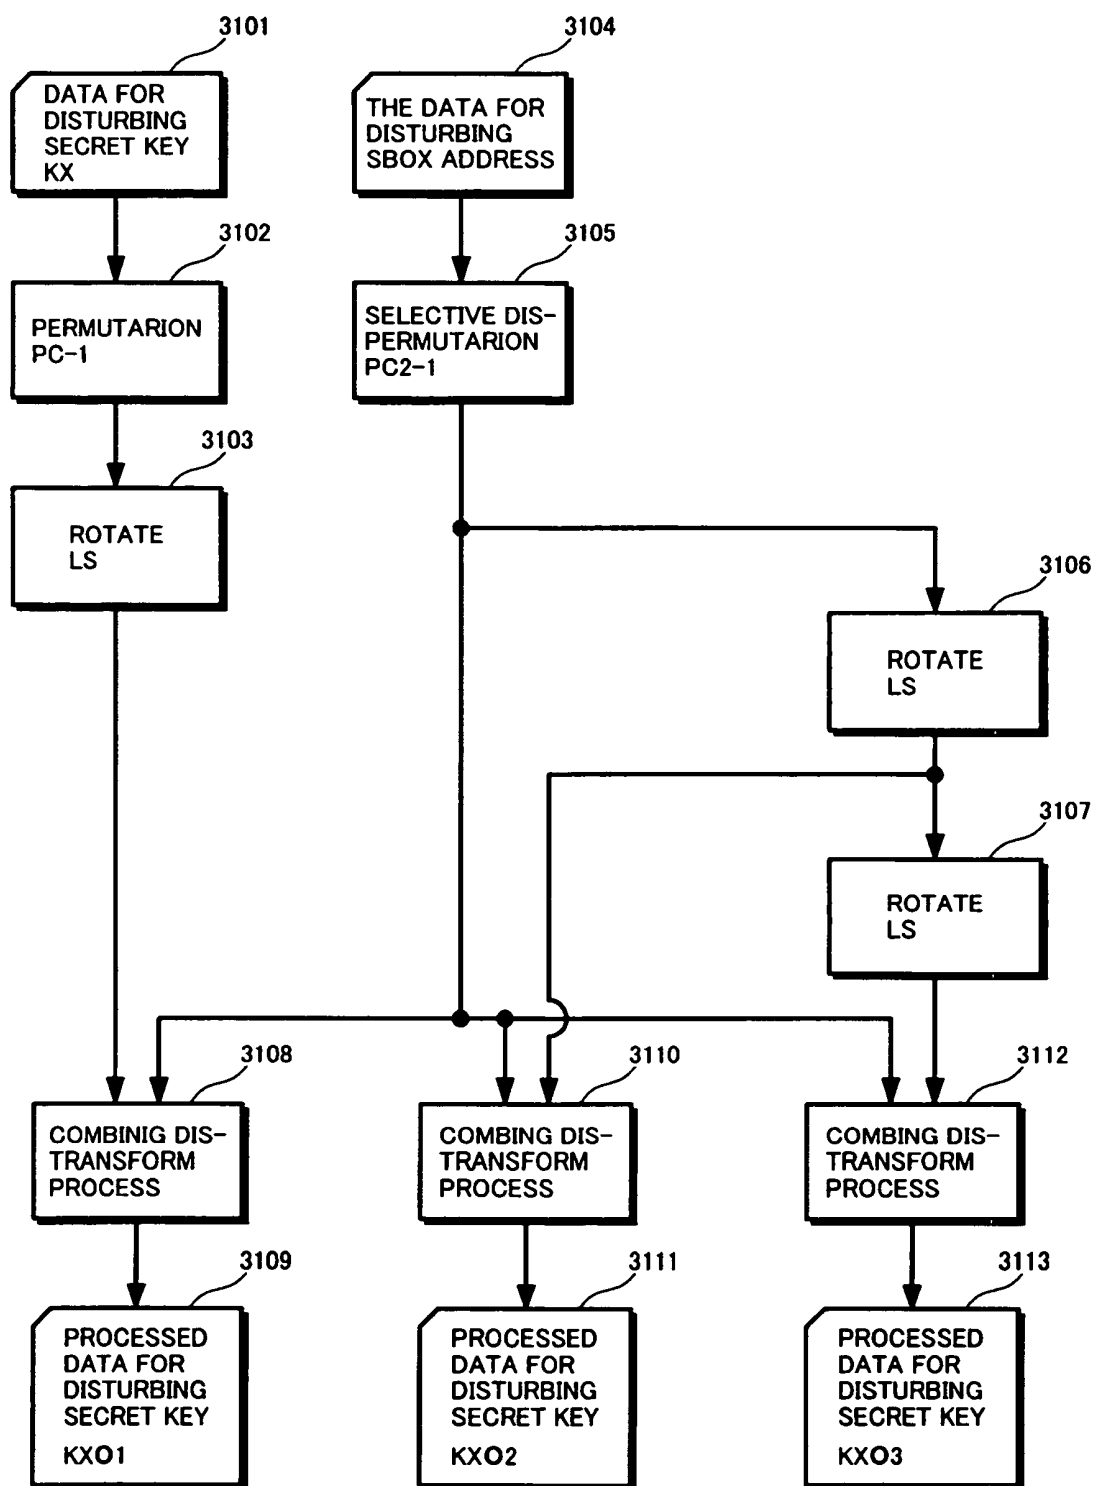 3101
DATA FOR
DISTURBING
SECRET KEY
KX
3104
THE DATA FOR
DISTURBING
SBOX ADDRESS
3102
PERMUTARION
PC-1
3105
SELECTIVE DIS-
PERMUTARION
PC2-1
3103
ROTATE
LS
3106
ROTATE
LS
3107
ROTATE
LS
3108
COMBINIG DIS-
TRANSFORM
PROCESS
3110
COMBING DIS-
TRANSFORM
PROCESS
3112
COMBING DIS-
TRANSFORM
PROCESS
3109
PROCESSED
DATA FOR
DISTURBING
SECRET KEY
KXO1
3111
PROCESSED
DATA FOR
DISTURBING
SECRET KEY
KXO2
3113
PROCESSED
DATA FOR
DISTURBING
SECRET KEY
KXO3